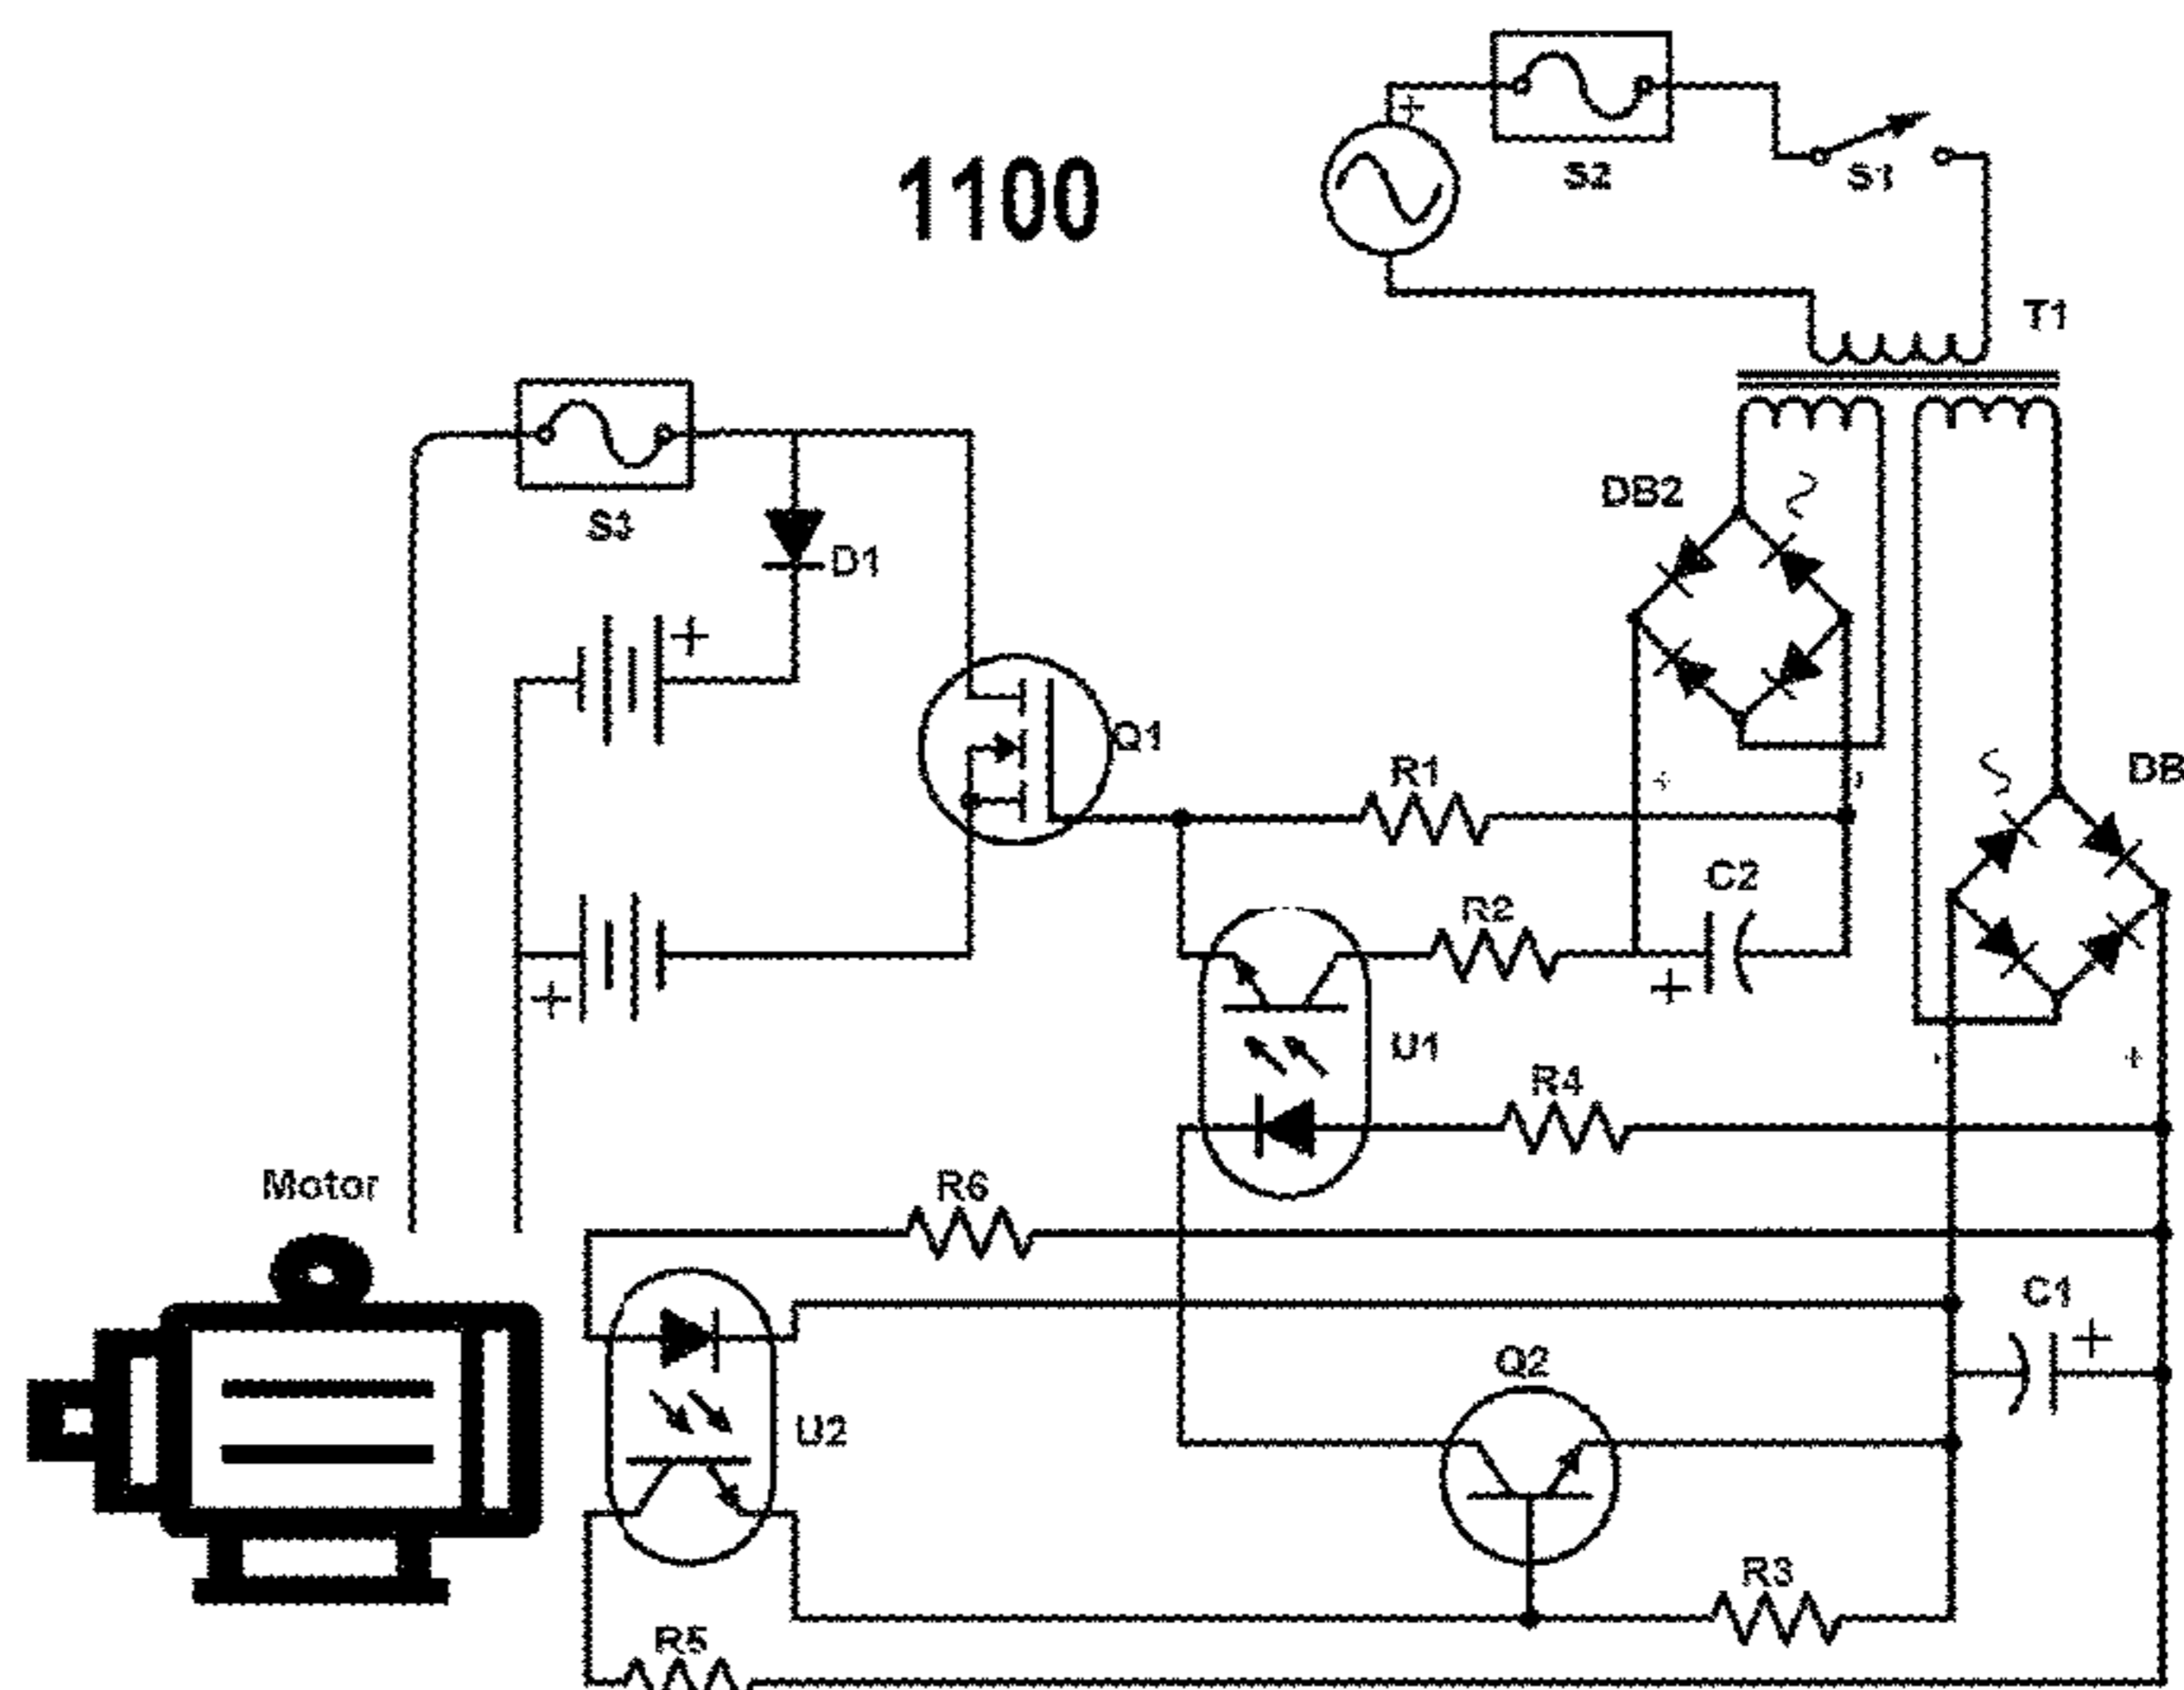 1100
S2
S1
T1
S3
D1
DB2
Q1
R1
DB
C2
R2
U1
R4
Motor
R6
C1
Q2
U2
R3
R5